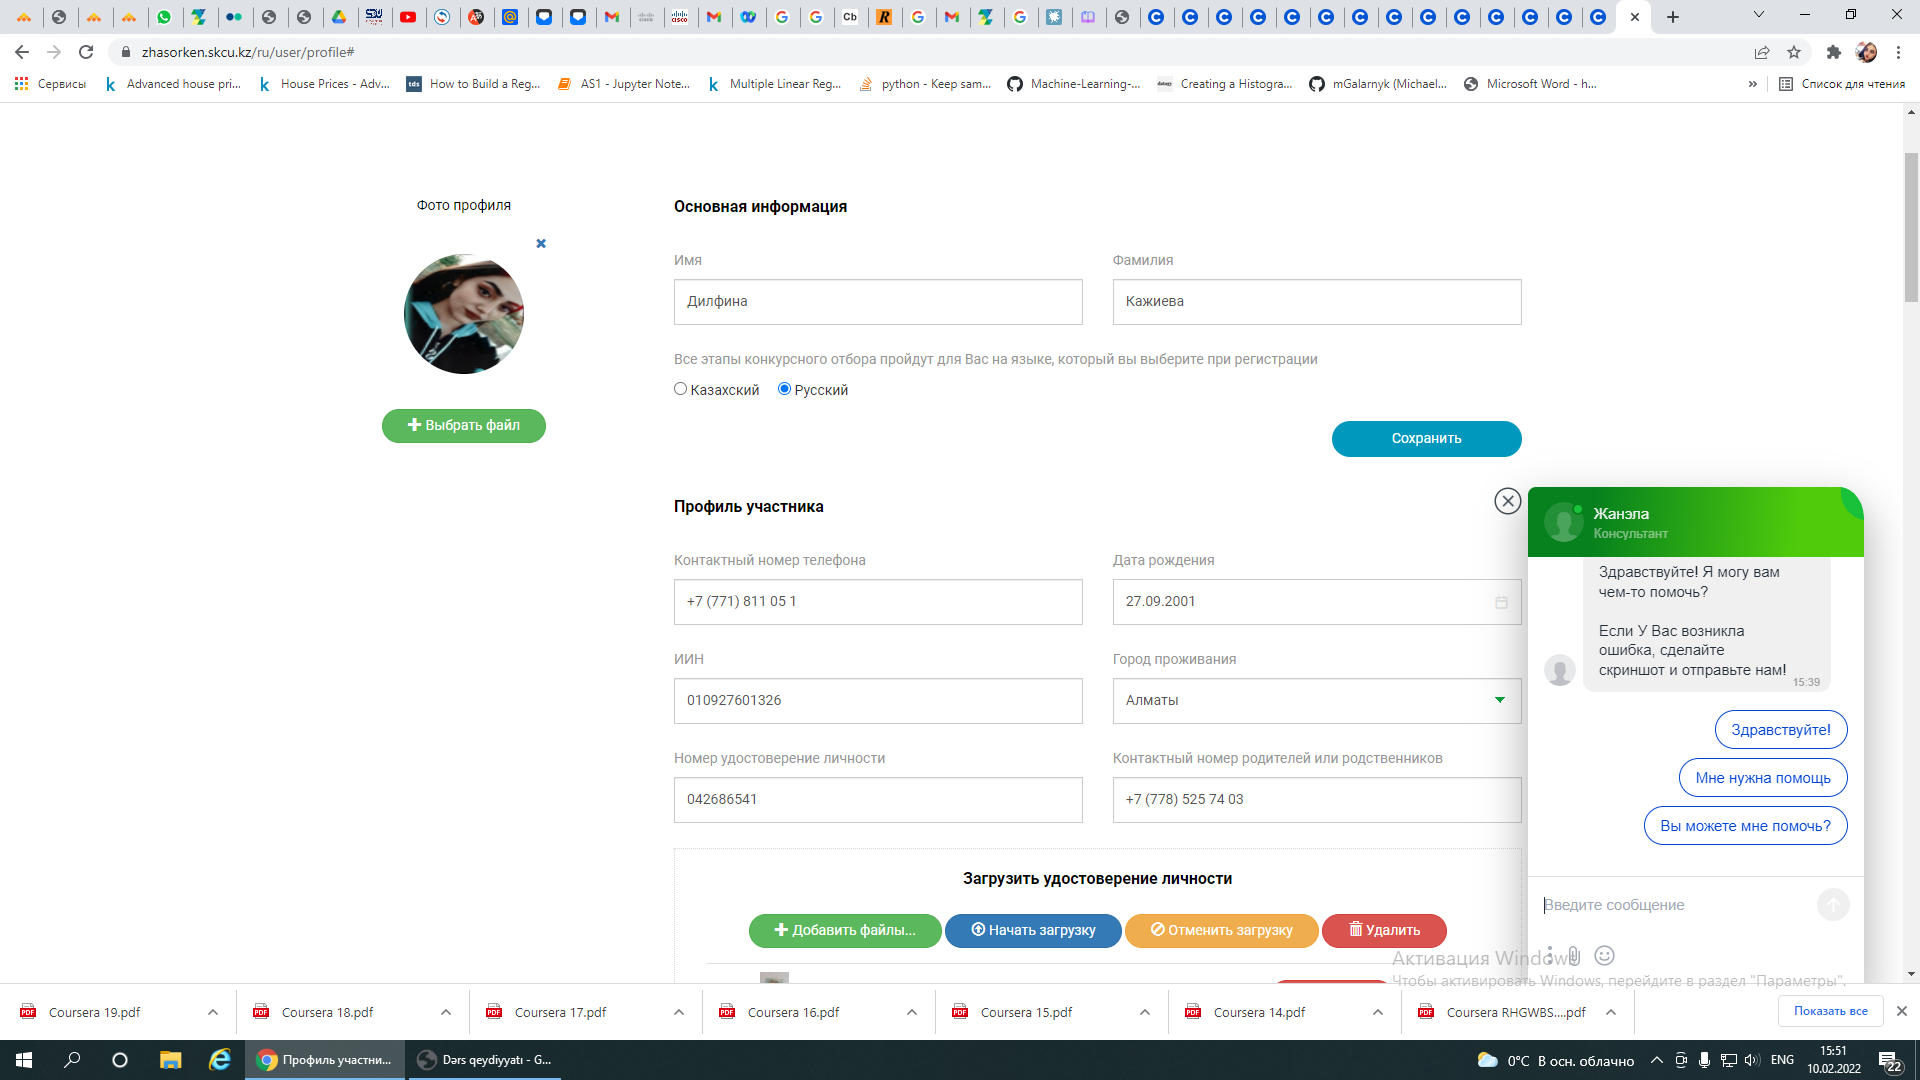 zhasorken.skcu.kz/ru/user/profile#
Сервисы
Advanced house pri...
House Prices - Adv...
tds
How to Build a Reg...
AS1 - Jupyter Note...
Multiple Linear Reg...
python - Keep sam...
Machine-Learning-...
Creating a Histogra...
mGalarnyk (Michael...
Microsoft Word - h...
»
Список для чтения
Фото профиля
Выбрать файл
Основная информация
Имя
Фамилия
Дилфина
Кажиева
Все этапы конкурсного отбора пройдут для Вас на языке, который вы выберите при регистрации
Казахский
Русский
Сохранить
Профиль участника
Контактный номер телефона
Дата рождения
+7 (771) 811 05 1
27.09.2001
ИИН
Город проживания
010927601326
Алматы
Номер удостоверение личности
Контактный номер родителей или родственников
042686541
+7 (778) 525 74 03
Загрузить удостоверение личности
Добавить файлы...
Начать загрузку
Отменить загрузку
Удалить
Жанэла
Консультант
Здравствуйте! Я могу вам
чем-то помочь?
Если У Вас возникла
ошибка, сделайте
скриншот и отправьте нам!
15:39
Здравствуйте!
Мне нужна помощь
Вы можете мне помочь?
Введите сообщение
Активация Windows
Чтобы активировать Windows, перейдите в раздел "Параметры".
Coursera 19.pdf
Coursera 18.pdf
Coursera 17.pdf
Coursera 16.pdf
Coursera 15.pdf
Coursera 14.pdf
Coursera RHGWBS....pdf
Показать все
Профиль участни...
Dərs qeydiyyatı - G...
0°C В осн. облачно
ENG
15:51
10.02.2022
22